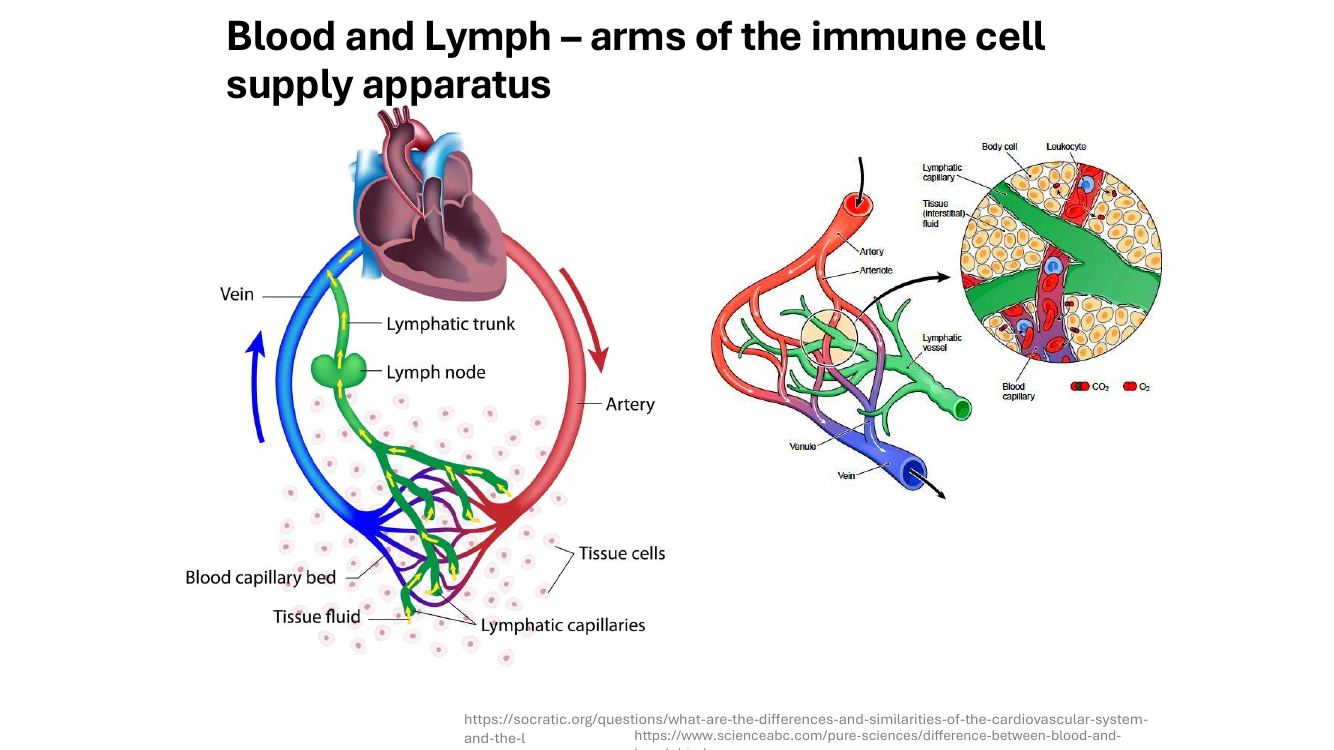 Blood and Lymph – arms of the immune cell
supply apparatus
Vein
Lymphatic trunk
Lymph node
Artery
Tissue cells
Blood capillary bed
Tissue fluid
Lymphatic capillaries
Body cell
Leukocyte
Lymphatic
capillary
Tissue
(interstitial)
fluid
Artery
Arteriole
Lymphatic
vessel
Blood
capillary
CO₂
O₂
Venule
Vein
https://socratic.org/questions/what-are-the-differences-and-similarities-of-the-cardiovascular-system-
and-the-l
https://www.scienceabc.com/pure-sciences/difference-between-blood-and-